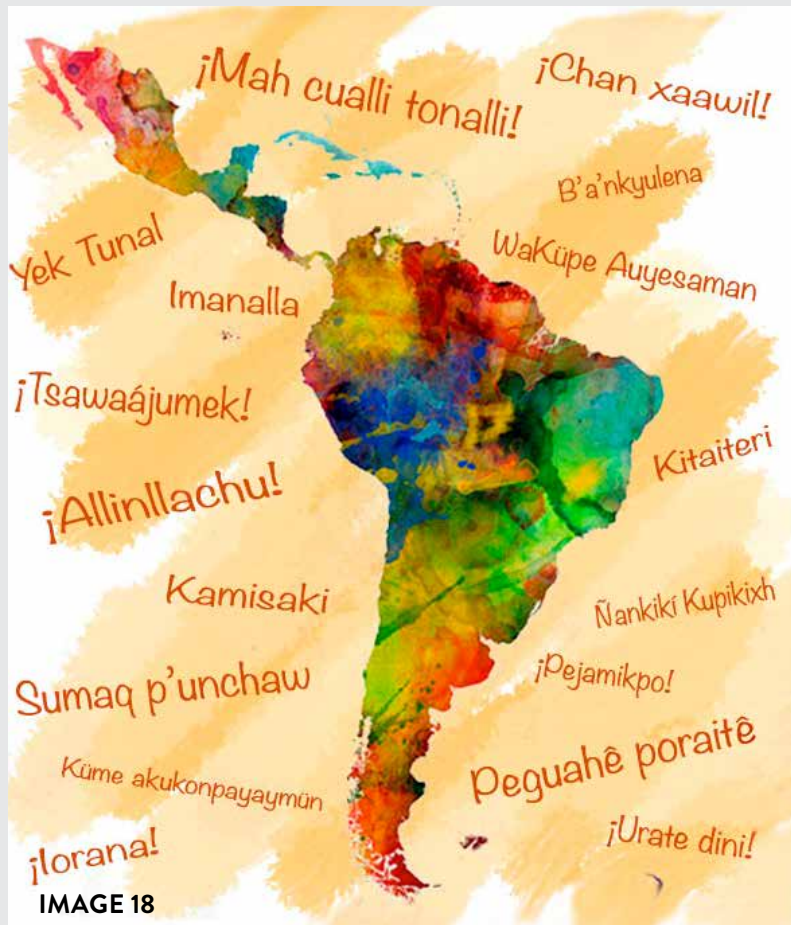 ¡Mah cualli tonalli!
¡Chan xaawil!
B'a'nkyulena
Yek Tunal
WaKüpe Auyesaman
Imanalla
¡Tsawaájumek!
Kitaiteri
¡Allinllachu!
Kamisaki
Ñankikí Kupikixh
Sumaq p'unchaw
¡Pejamikpo!
Peguahê poraitê
Küme akukonpayaymün
¡Urate dini!
¡Iorana!
IMAGE 18